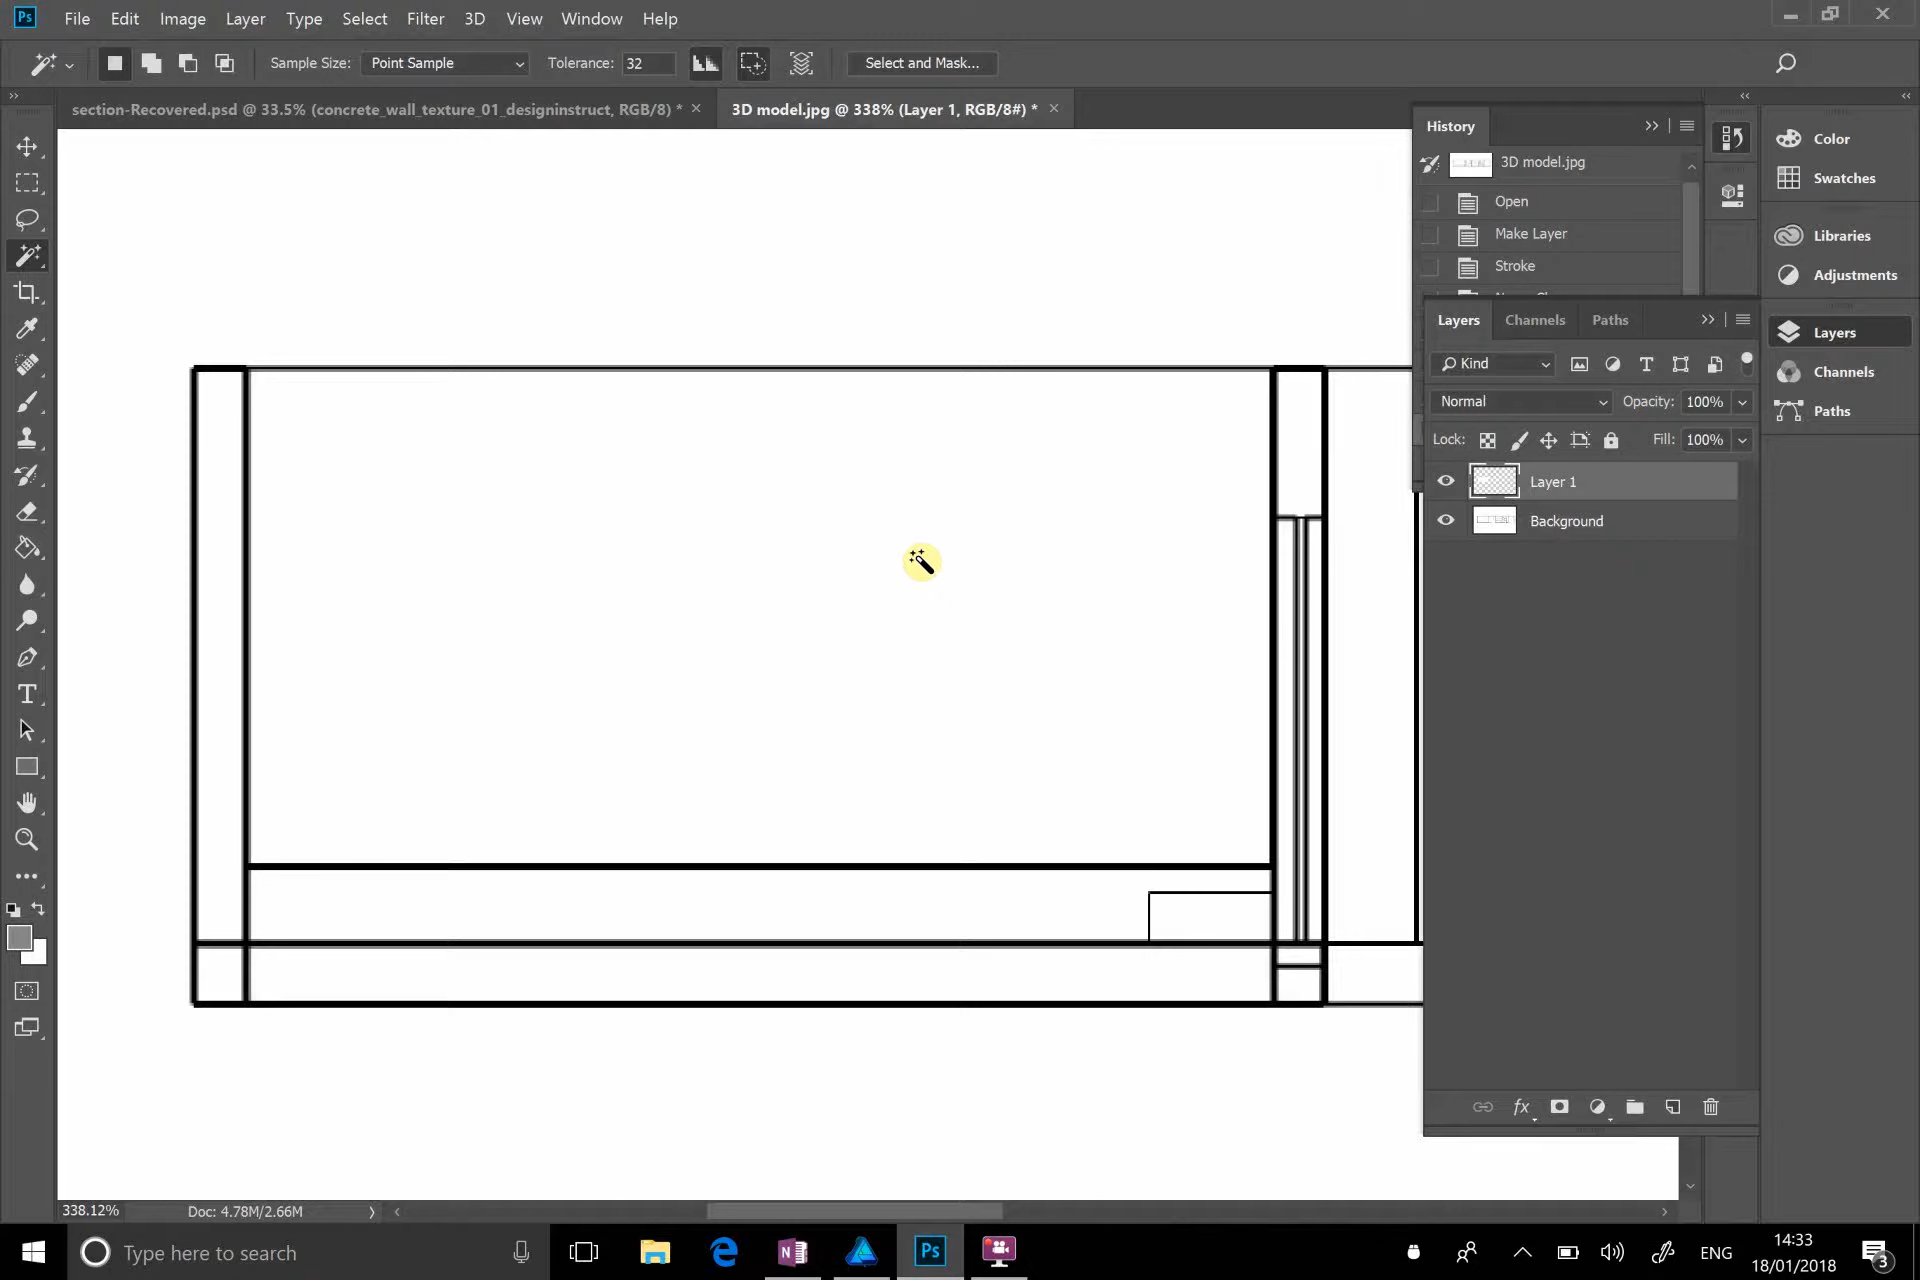 Ps File Edit Image Layer Type Select Filter 3D View Window Help
Sample Size: Point Sample Tolerance: 32 Select and Mask...
section-Recovered.psd @ 33.5% (concrete_wall_texture_01_designinstruct, RGB/8) * ×
3D model.jpg @ 338% (Layer 1, RGB/8#) * ×
History
3D model.jpg
Open
Make Layer
Stroke
Layers Channels Paths
Kind
Normal Opacity: 100%
Lock: Fill: 100%
Layer 1
Background
fx
Color
Swatches
Libraries
Adjustments
Layers
Channels
Paths
338.12% Doc: 4.78M/2.66M
Type here to search
Ps
ENG
14:33
18/01/2018
3